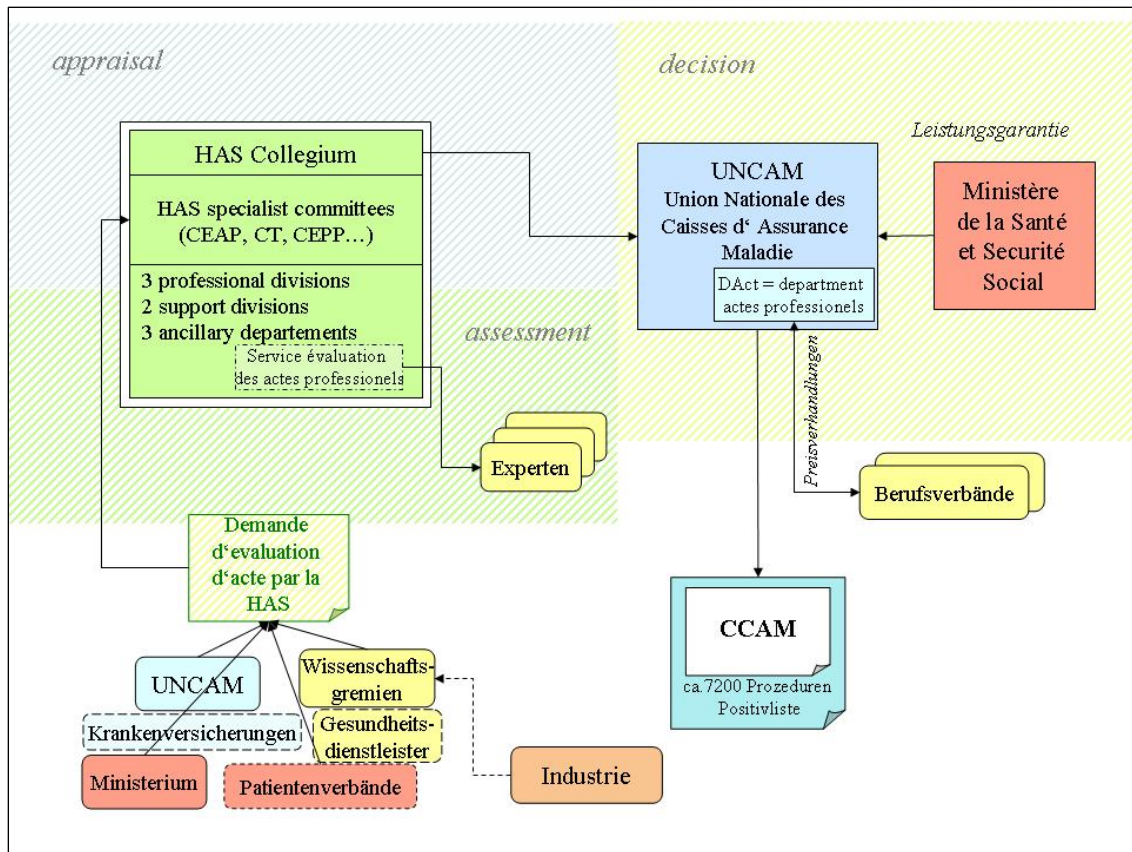 appraisal
decision
Leistungsgarantie
HAS Collegium
HAS specialist committees
(CEAP, CT, CEPP...)
3 professional divisions
2 support divisions
3 ancillary departements
Service évaluation
des actes professionels
assessment
UNCAM
Union Nationale des
Caisses d‘ Assurance
Maladie
DAct = department
actes professionels
Ministère
de la Santé
et Securité
Social
Preisverhandlungen
Experten
Berufsverbände
Demande
d‘evaluation
d‘acte par la
HAS
CCAM
ca.7200 Prozeduren
Positivliste
UNCAM
Wissenschafts-
gremien
Krankenversicherungen
Gesundheits-
dienstleister
Ministerium
Patientenverbände
Industrie